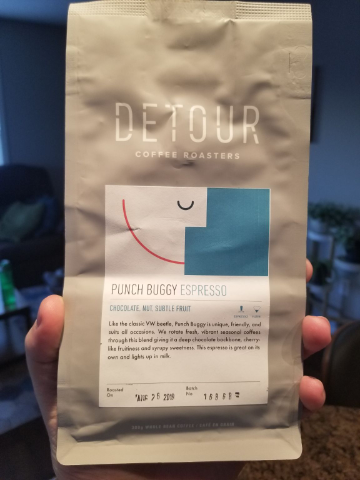 DETOUR
COFFEE ROASTERS
PUNCH BUGGY ESPRESSO
CHOCOLATE, NUT, SUBTLE FRUIT
Like the classic VW beetle, Punch Buggy is unique, friendly, and
suits all occasions. We rotate fresh, vibrant seasonal coffees
through this blend giving it a deep chocolate backbone, cherry-
like fruitiness and syrupy sweetness. This espresso is great on its
own and lights up in milk.
Roasted
On
AUG 26 2019
Batch